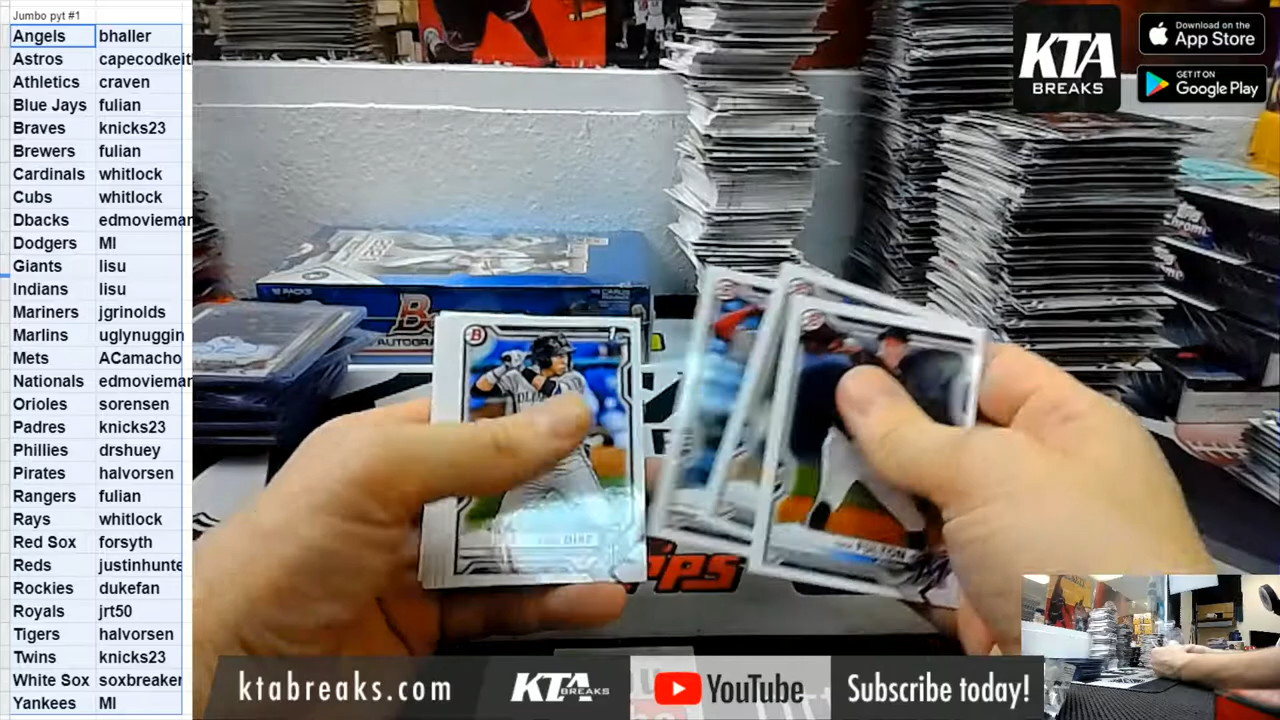 Jumbo pyt #1
Angels bhaller
Astros capecodkeit
Athletics craven
Blue Jays fulian
Braves knicks23
Brewers fulian
Cardinals whitlock
Cubs whitlock
Dbacks edmovieman
Dodgers MI
Giants lisu
Indians lisu
Mariners jgrinolds
Marlins uglynuggin
Mets ACamacho
Nationals edmovieman
Orioles sorensen
Padres knicks23
Phillies drshuey
Pirates halvorsen
Rangers fulian
Rays whitlock
Red Sox forsyth
Reds justinhunte
Rockies dukefan
Royals jrt50
Tigers halvorsen
Twins knicks23
White Sox soxbreaker
Yankees MI
KTA
BREAKS
Download on the
App Store
GET IT ON
Google Play
PACKS
AUTOGRA
B
DIAZ
FULTON
ktabreaks.com
KTA
BREAKS
YouTube
Subscribe today!